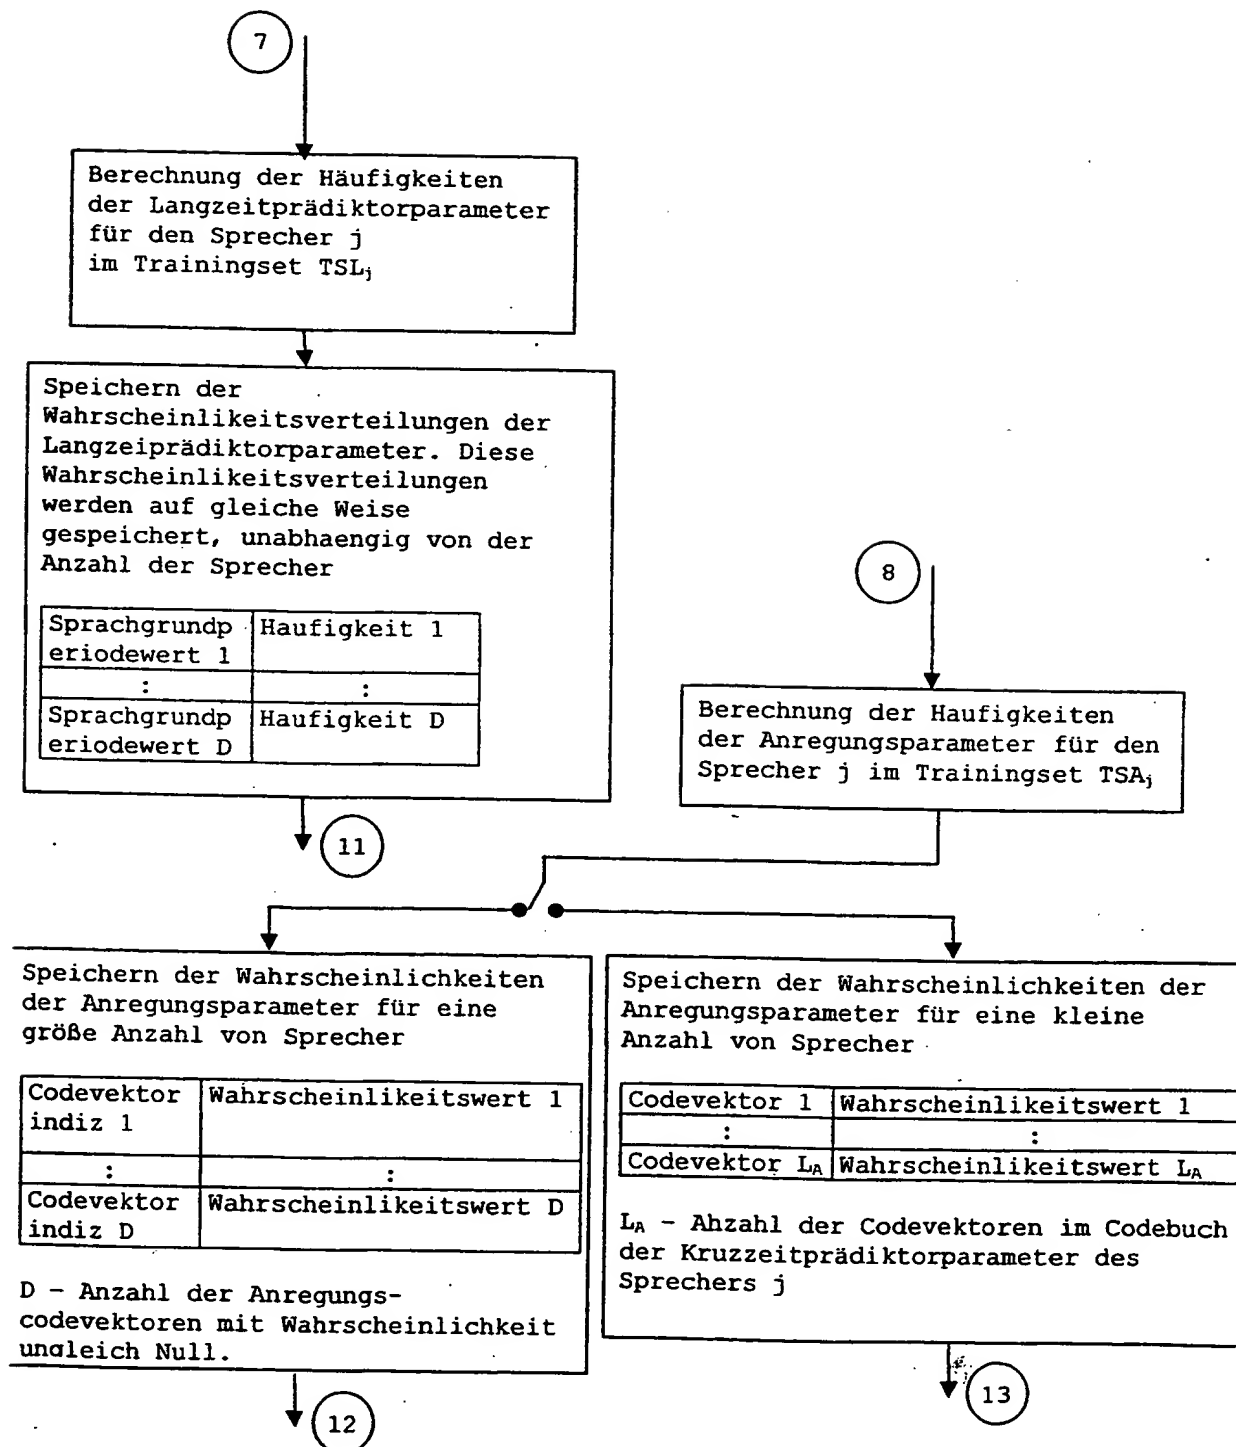 7
Berechnung der Häufigkeiten
der Langzeitprädiktorparameter
für den Sprecher j
im Trainingset TSLj
Speichern der
Wahrscheinlikeitsverteilungen der
Langzeiprädiktorparameter. Diese
Wahrscheinlikeitsverteilungen
werden auf gleiche Weise
gespeichert, unabhaengig von der
Anzahl der Sprecher
Sprachgrundp Haufigkeit 1
eriodewert 1
: :
Sprachgrundp Haufigkeit D
eriodewert D
11
8
Berechnung der Haufigkeiten
der Anregungsparameter für den
Sprecher j im Trainingset TSAj
Speichern der Wahrscheinlichkeiten
der Anregungsparameter für eine
größe Anzahl von Sprecher
Codevektor Wahrscheinlikeitswert 1
indiz 1
: :
Codevektor Wahrscheinlikeitswert D
indiz D
D - Anzahl der Anregungs-
codevektoren mit Wahrscheinlichkeit
ungleich Null.
12
Speichern der Wahrscheinlichkeiten der
Anregungsparameter für eine kleine
Anzahl von Sprecher
Codevektor 1 Wahrscheinlikeitswert 1
: :
Codevektor LA Wahrscheinlikeitswert LA
LA - Ahzahl der Codevektoren im Codebuch
der Kruzzeitprädiktorparameter des
Sprechers j
13